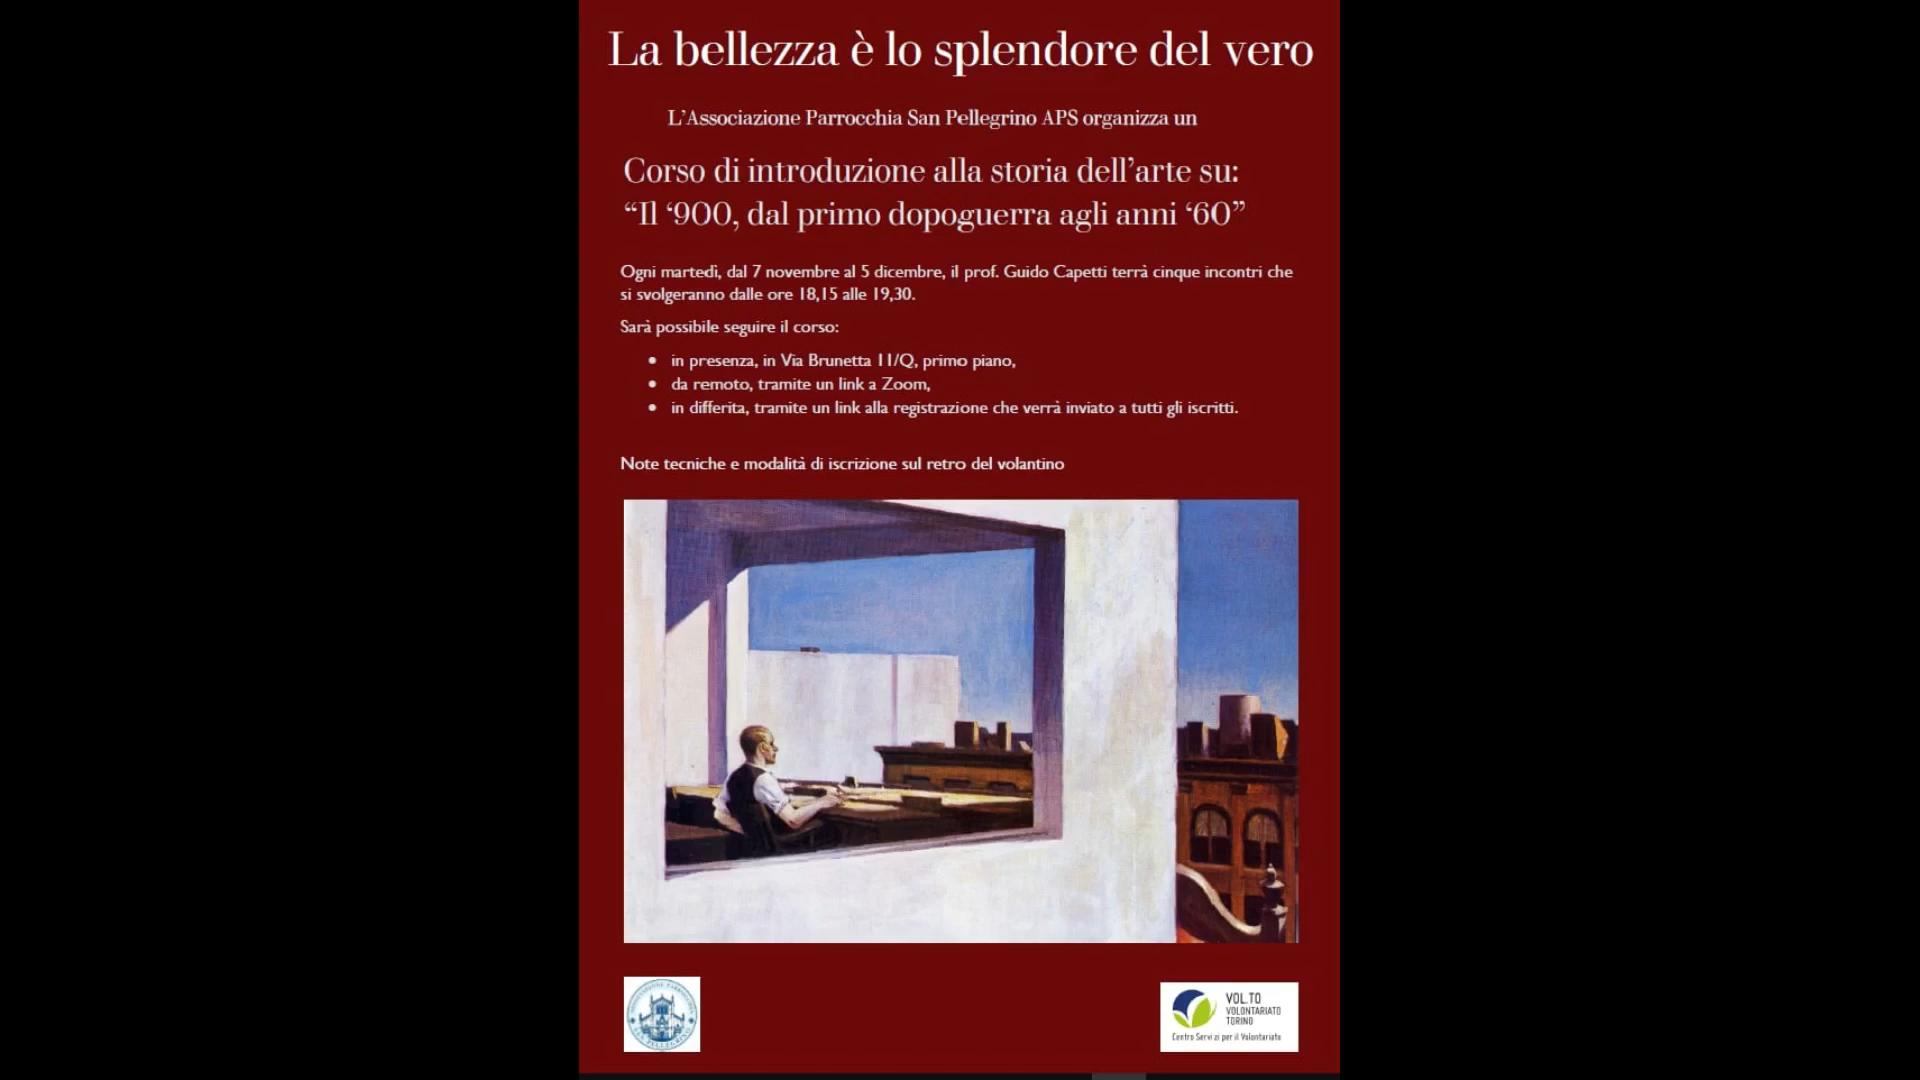 La bellezza è lo splendore del vero
L’Associazione Parrocchia San Pellegrino APS organizza un
Corso di introduzione alla storia dell’arte su:
“Il ‘900, dal primo dopoguerra agli anni ‘60”
Ogni martedì, dal 7 novembre al 5 dicembre, il prof. Guido Capetti terrà cinque incontri che
si svolgeranno dalle ore 18,15 alle 19,30.
Sarà possibile seguire il corso:
• in presenza, in Via Brunetta 11/Q, primo piano,
• da remoto, tramite un link a Zoom,
• in differita, tramite un link alla registrazione che verrà inviato a tutti gli iscritti.
Note tecniche e modalità di iscrizione sul retro del volantino
ASSOCIAZIONE PARROCCHIA
SAN PELLEGRINO
VOL.TO
VOLONTARIATO
TORINO
Centro Servizi per il Volontariato